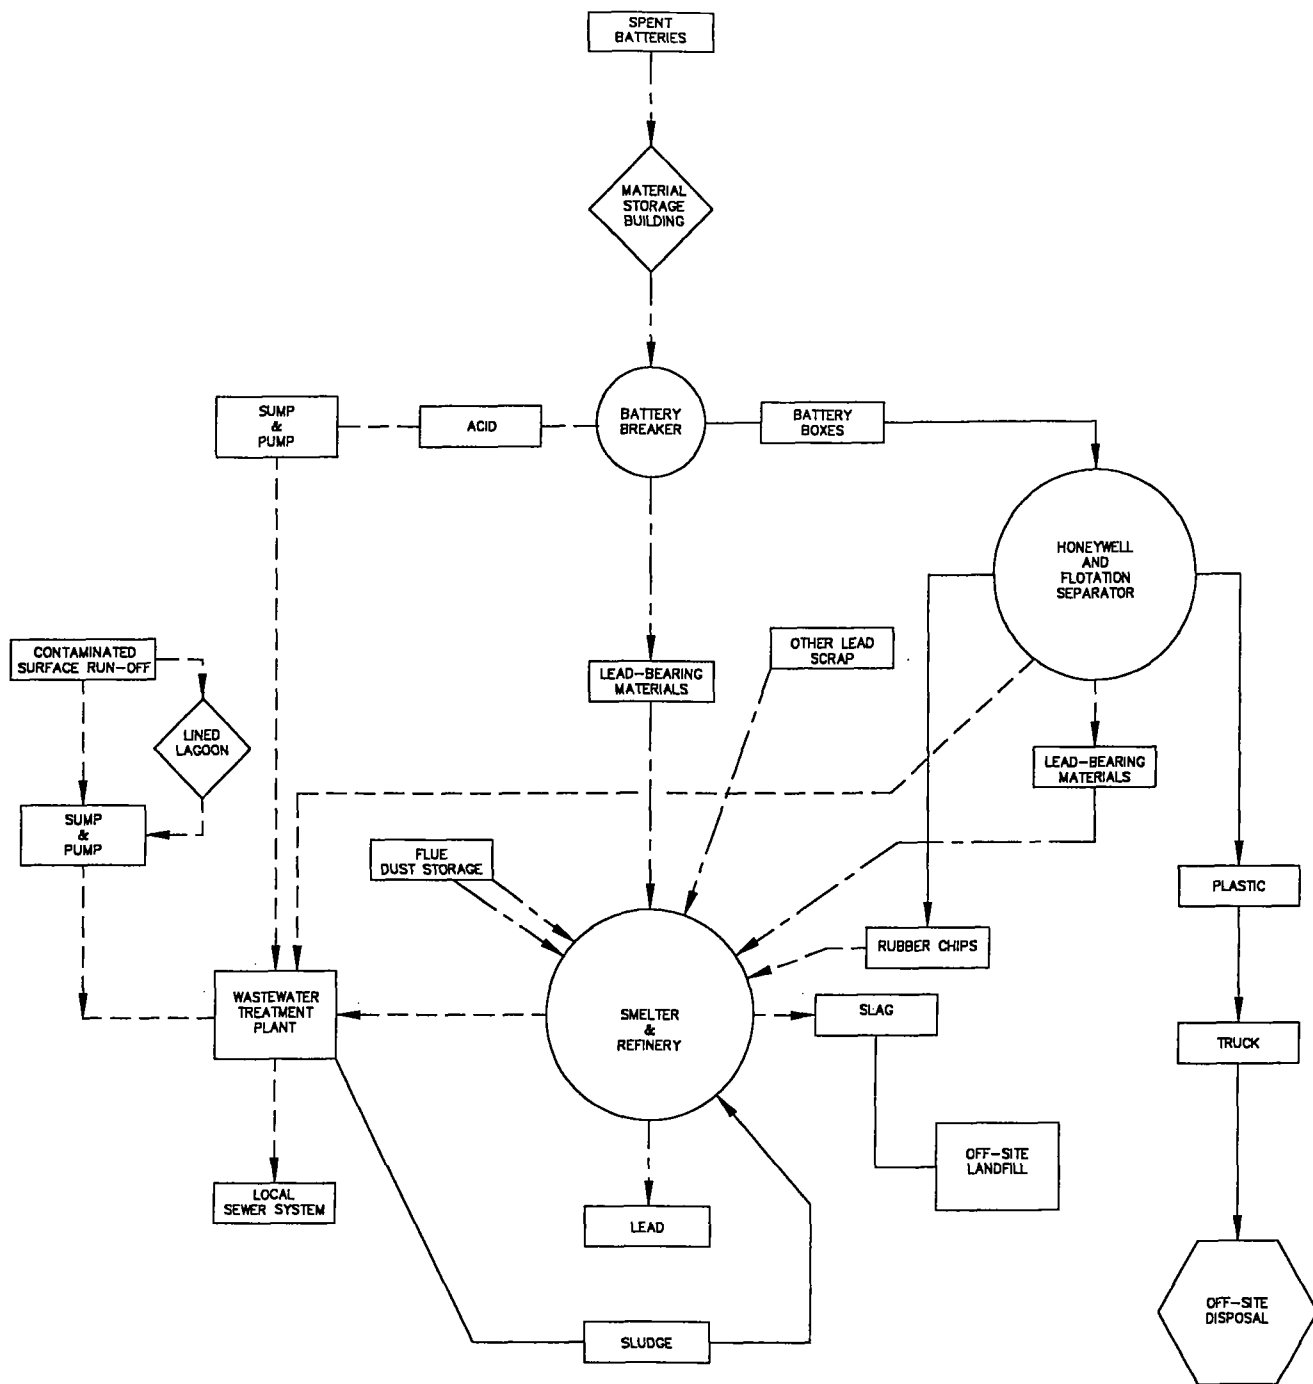 SPENT
BATTERIES
MATERIAL
STORAGE
BUILDING
SUMP
&
PUMP
ACID
BATTERY
BREAKER
BATTERY
BOXES
HONEYWELL
AND
FLOTATION
SEPARATOR
CONTAMINATED
SURFACE RUN-OFF
OTHER LEAD
SCRAP
LEAD-BEARING
MATERIALS
LINED
LAGOON
LEAD-BEARING
MATERIALS
SUMP
&
PUMP
FLUE
DUST STORAGE
PLASTIC
RUBBER CHIPS
WASTEWATER
TREATMENT
PLANT
SMELTER
&
REFINERY
SLAG
TRUCK
OFF-SITE
LANDFILL
LOCAL
SEWER SYSTEM
LEAD
SLUDGE
OFF-SITE
DISPOSAL